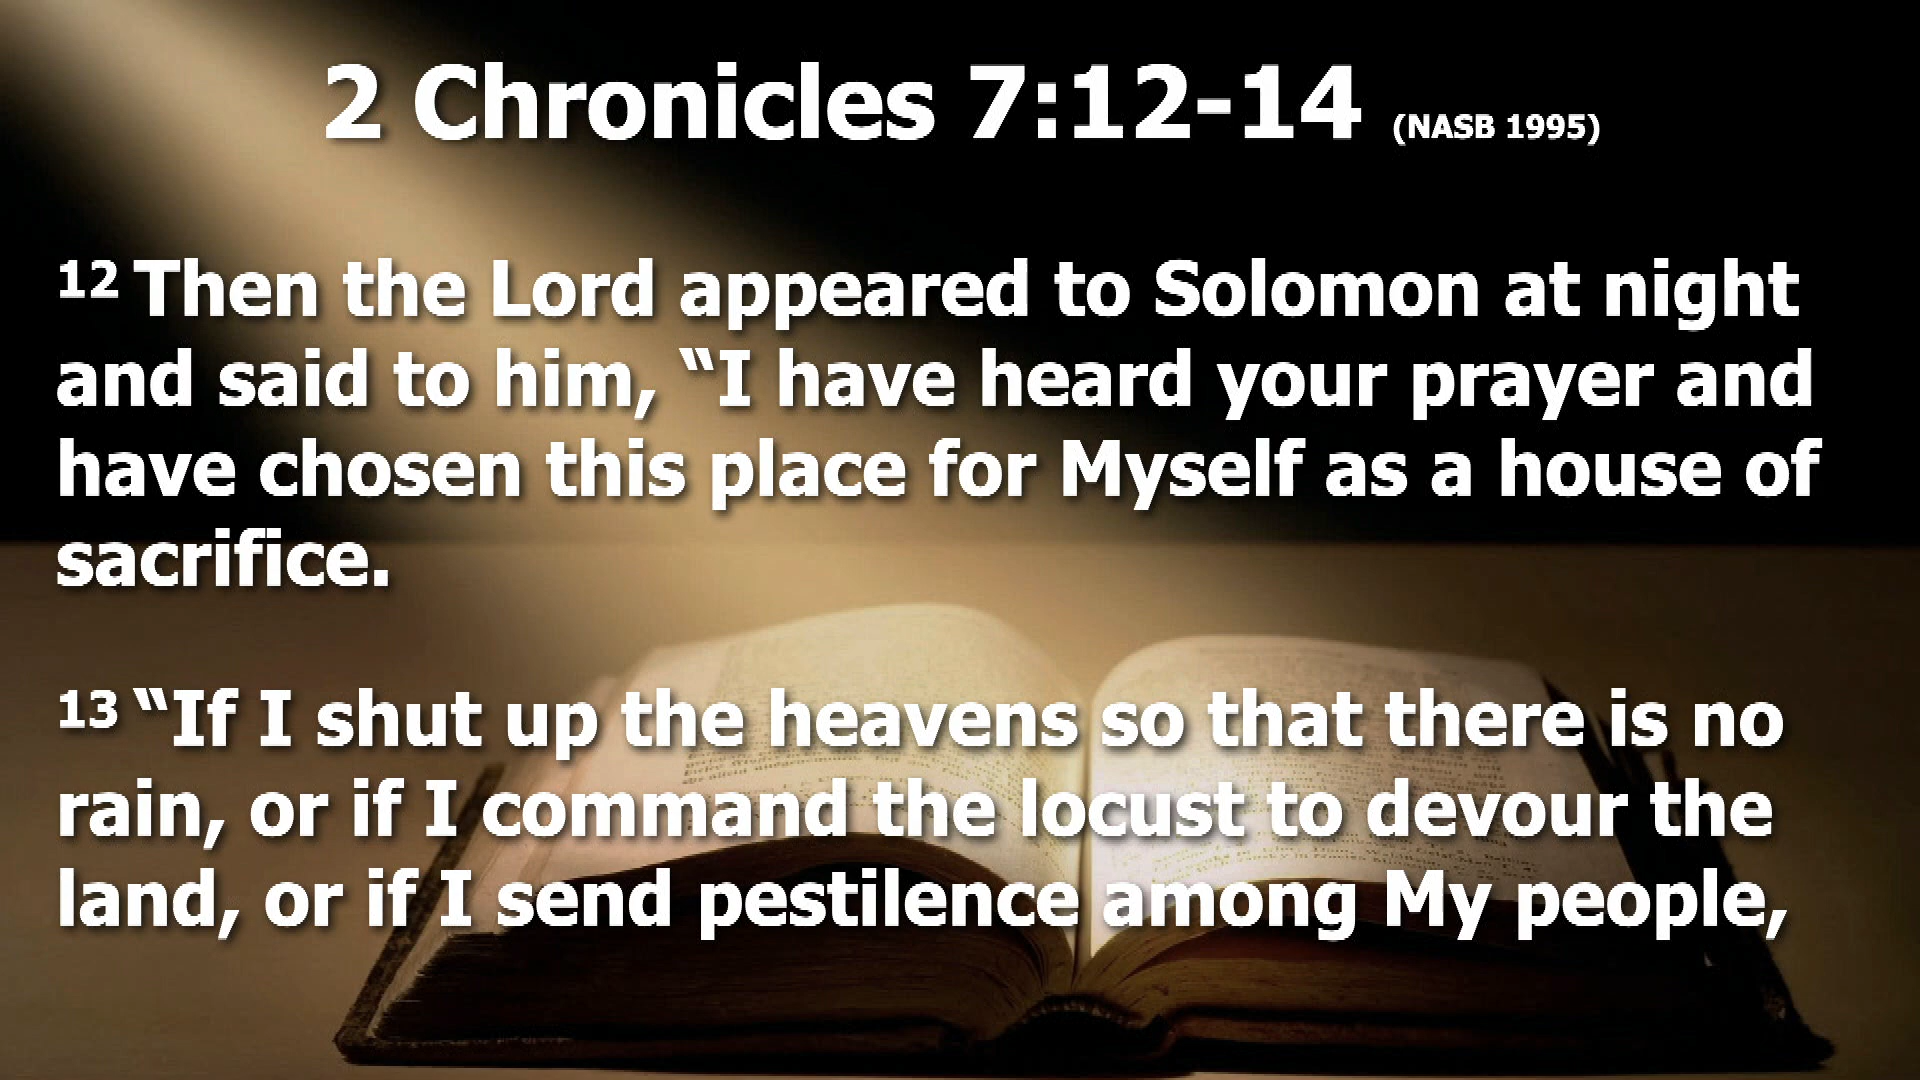 2 Chronicles 7:12-14 (NASB 1995)
12 Then the Lord appeared to Solomon at night
and said to him, “I have heard your prayer and
have chosen this place for Myself as a house of
sacrifice.
13 “If I shut up the heavens so that there is no
rain, or if I command the locust to devour the
land, or if I send pestilence among My people,